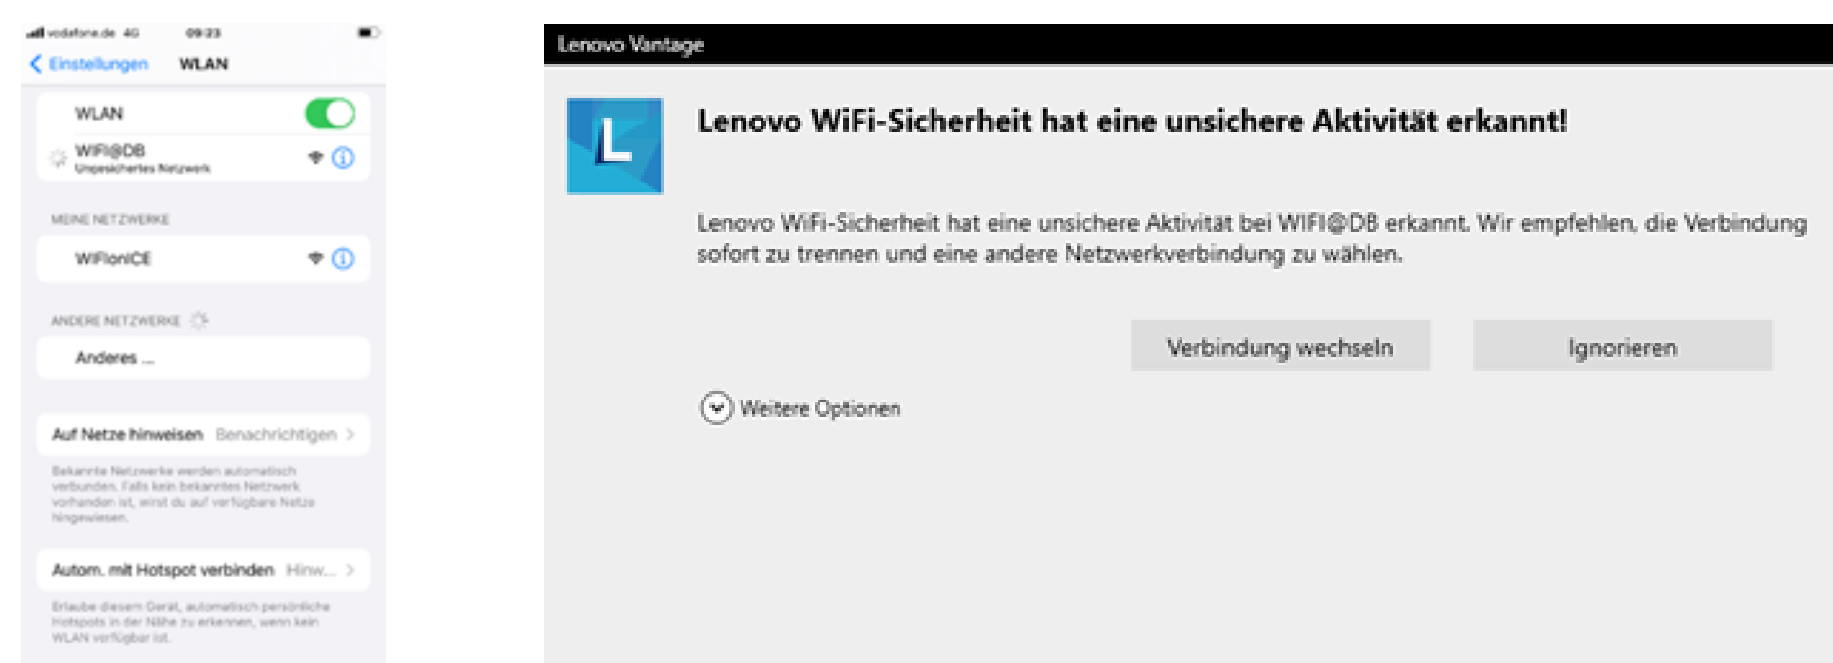 vodafone.de 4G 09:23
Einstellungen WLAN
WLAN
WIFI@DB
Ungesichertes Netzwerk
MEINE NETZWERKE
WIFIonICE
ANDERE NETZWERKE
Anderes ...
Auf Netze hinweisen Benachrichtigen
Bekannte Netzwerke werden automatisch
verbunden. Falls kein bekanntes Netzwerk
vorhanden ist, wirst du auf verfügbare Netze
hingewiesen.
Autom. mit Hotspot verbinden Hinw...
Erlaube diesem Gerät, automatisch persönliche
Hotspots in der Nähe zu erkennen, wenn kein
WLAN verfügbar ist.
Lenovo Vantage
L
Lenovo WiFi-Sicherheit hat eine unsichere Aktivität erkannt!
Lenovo WiFi-Sicherheit hat eine unsichere Aktivität bei WIFI@DB erkannt. Wir empfehlen, die Verbindung
sofort zu trennen und eine andere Netzwerkverbindung zu wählen.
Verbindung wechseln Ignorieren
Weitere Optionen